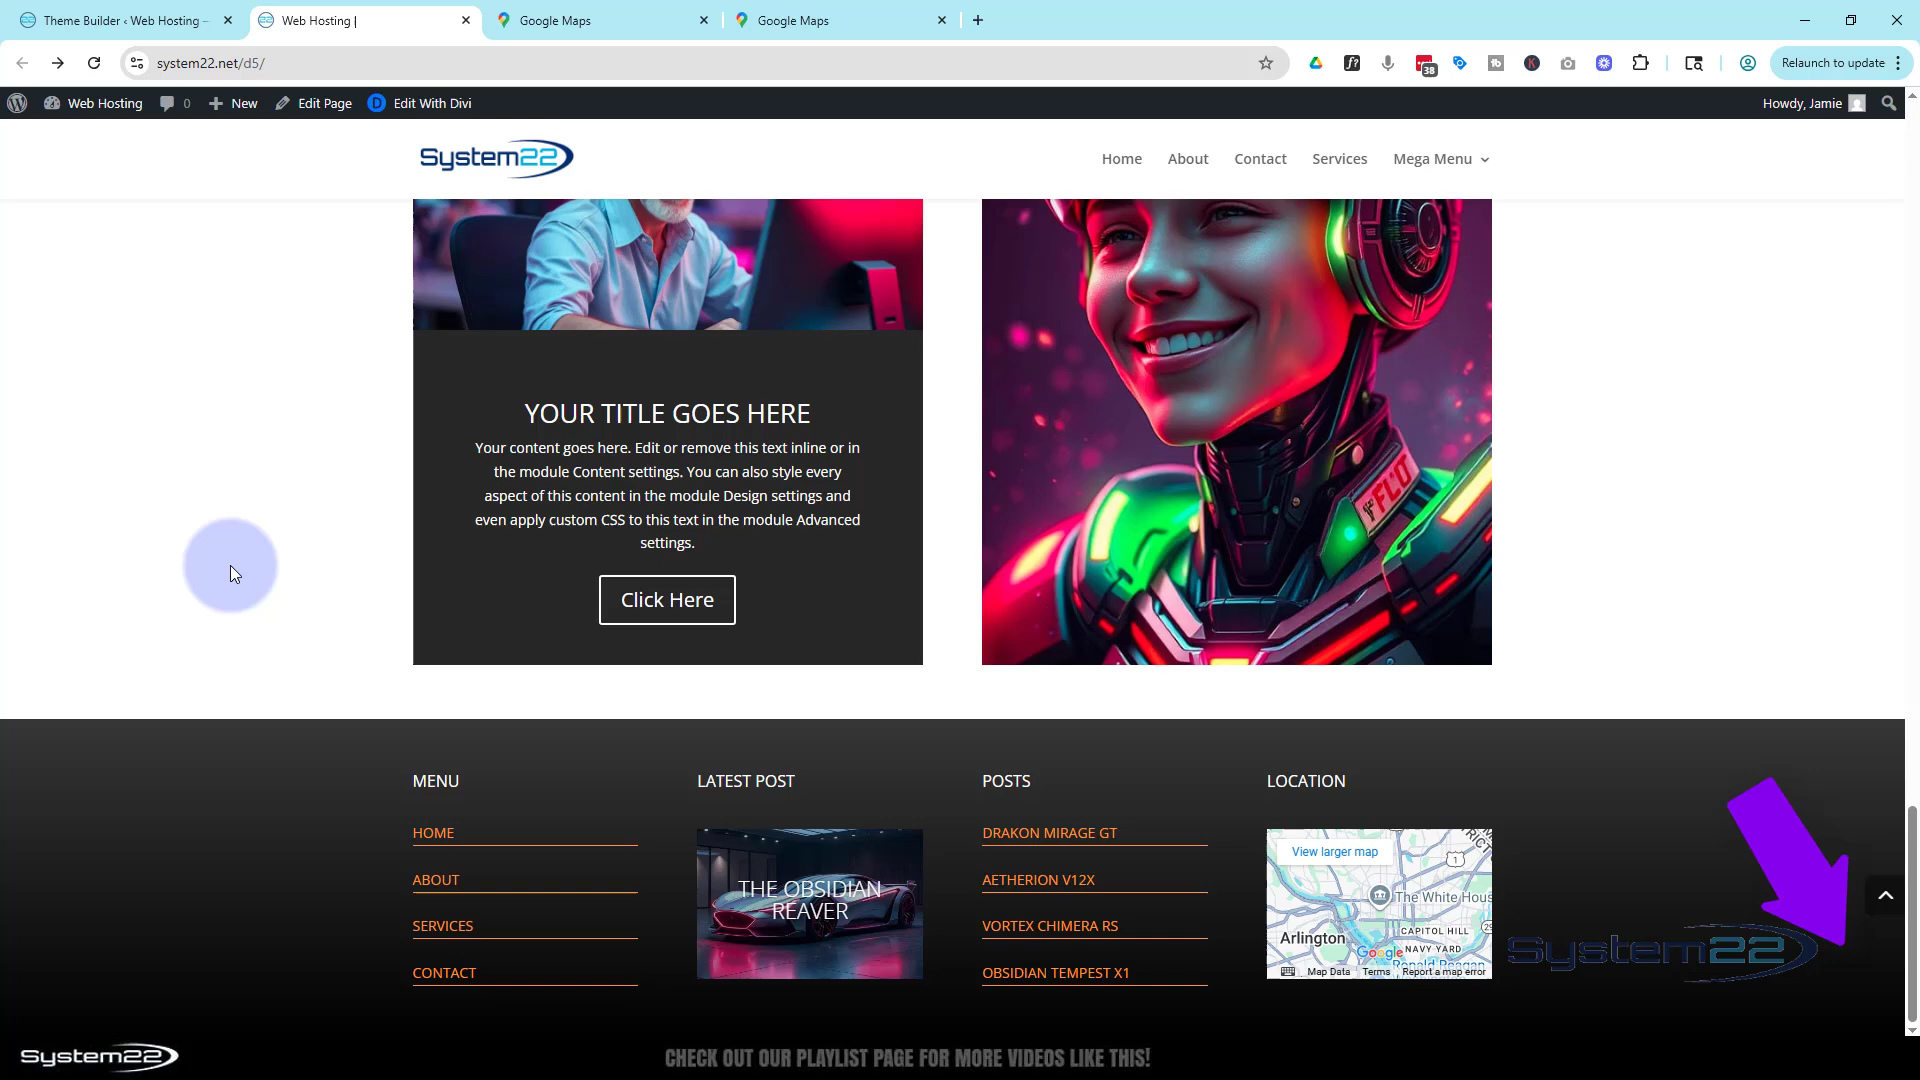 Theme Builder ‹ Web Hosting –
Web Hosting |
Google Maps
Google Maps
system22.net/d5/
38
Relaunch to update
Web Hosting
0
New
Edit Page
Edit With Divi
Howdy, Jamie
System22
Home
About
Contact
Services
Mega Menu
FLO
YOUR TITLE GOES HERE
Your content goes here. Edit or remove this text inline or in
the module Content settings. You can also style every
aspect of this content in the module Design settings and
even apply custom CSS to this text in the module Advanced
settings.
Click Here
MENU
HOME
ABOUT
SERVICES
CONTACT
LATEST POST
THE OBSIDIAN
REAVER
POSTS
DRAKON MIRAGE GT
AETHERION V12X
VORTEX CHIMERA RS
OBSIDIAN TEMPEST X1
LOCATION
View larger map
1
The White Hous
CAPITOL HILL
Arlington
NAVY YARD
Google
Ronald Reagan
Map Data
Terms
Report a map error
System22
System22
CHECK OUT OUR PLAYLIST PAGE FOR MORE VIDEOS LIKE THIS!